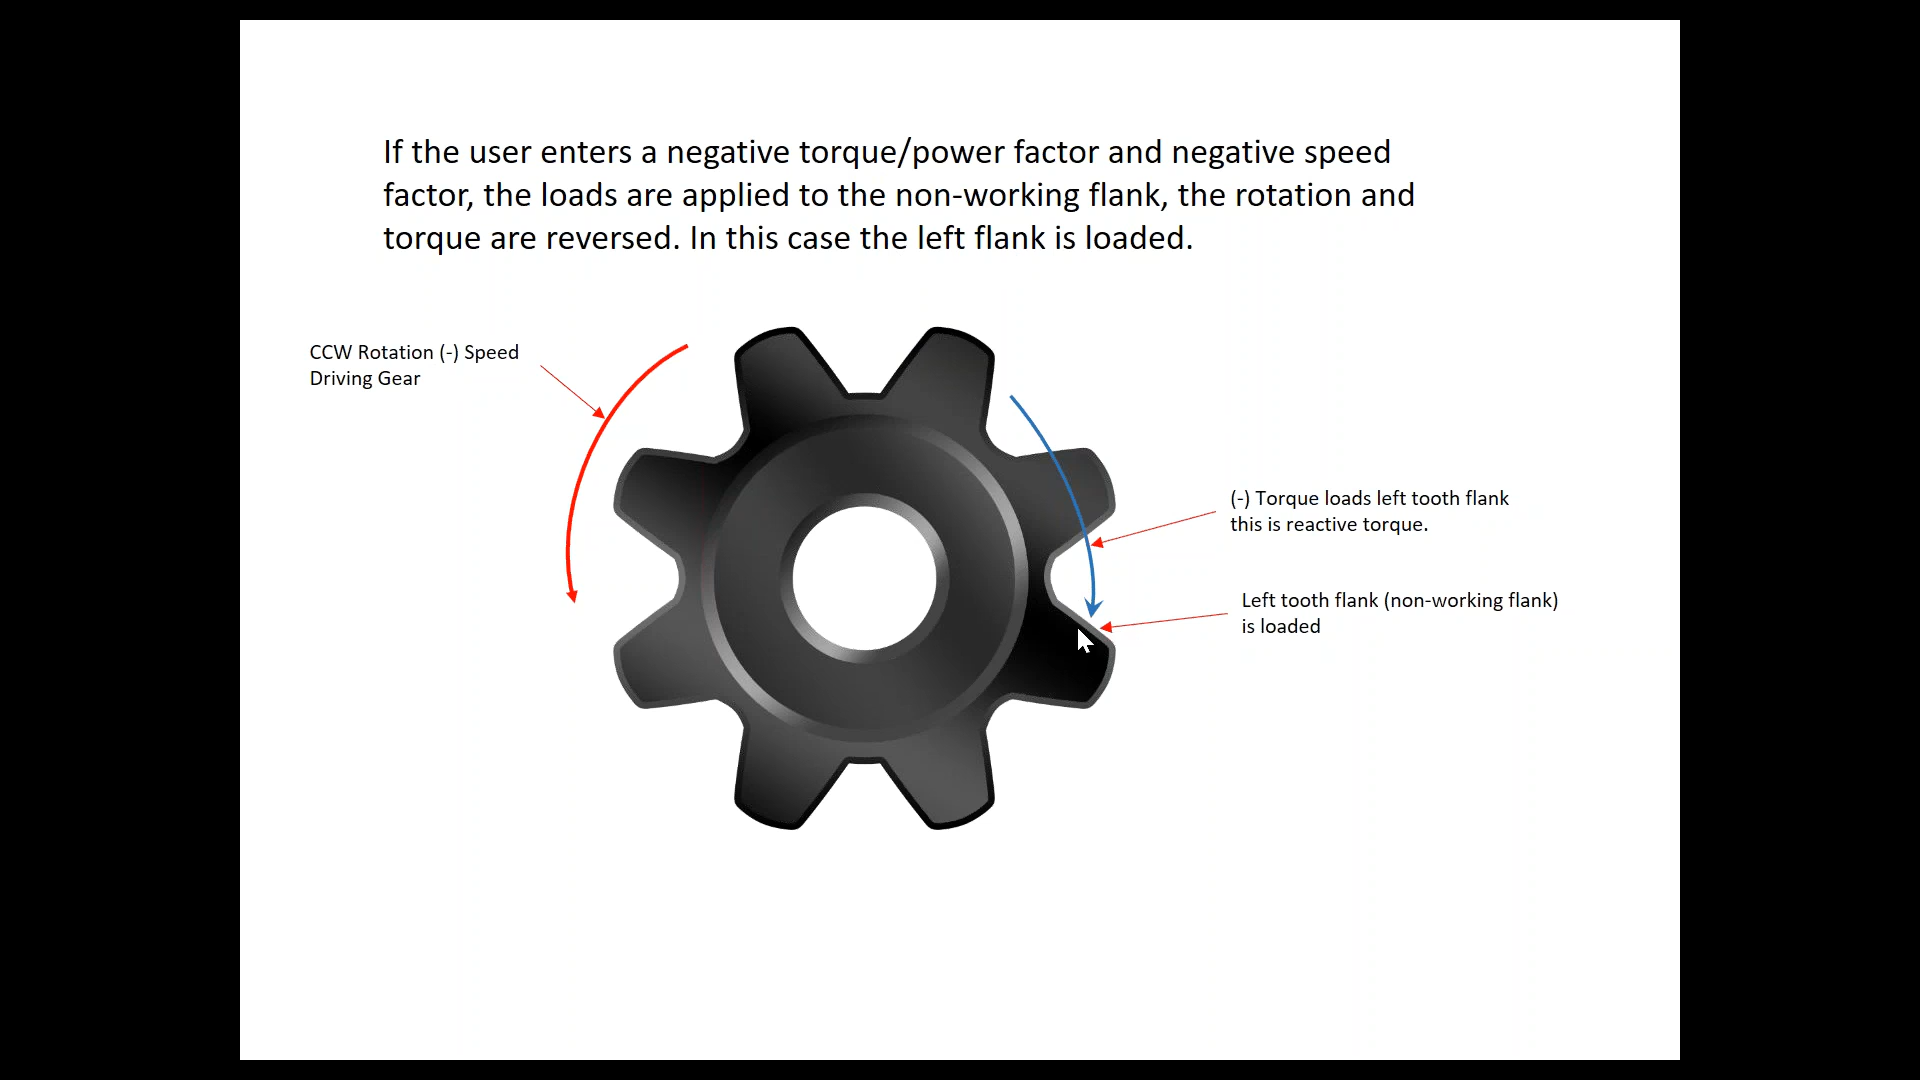 If the user enters a negative torque/power factor and negative speed
factor, the loads are applied to the non-working flank, the rotation and
torque are reversed. In this case the left flank is loaded.
CCW Rotation (-) Speed
Driving Gear
(-) Torque loads left tooth flank
this is reactive torque.
Left tooth flank (non-working flank)
is loaded